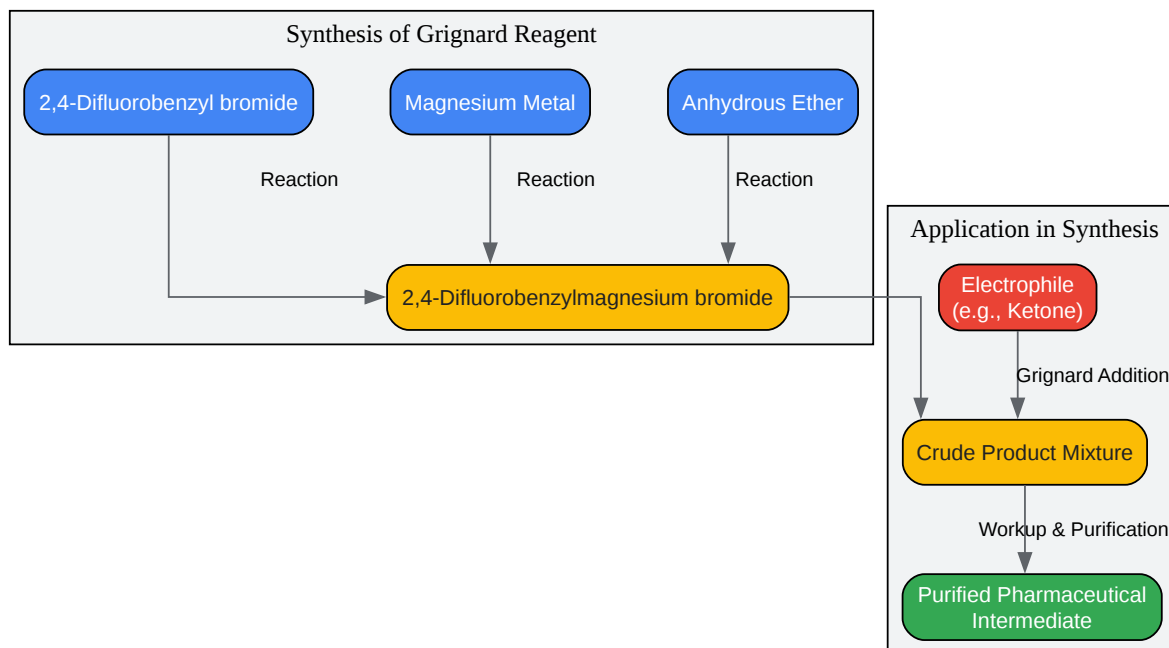 Synthesis of Grignard Reagent
2,4-Difluorobenzyl bromide
Magnesium Metal
Anhydrous Ether
Reaction
Reaction
Reaction
2,4-Difluorobenzylmagnesium bromide
Application in Synthesis
Electrophile
(e.g., Ketone)
Grignard Addition
Crude Product Mixture
Workup & Purification
Purified Pharmaceutical
Intermediate